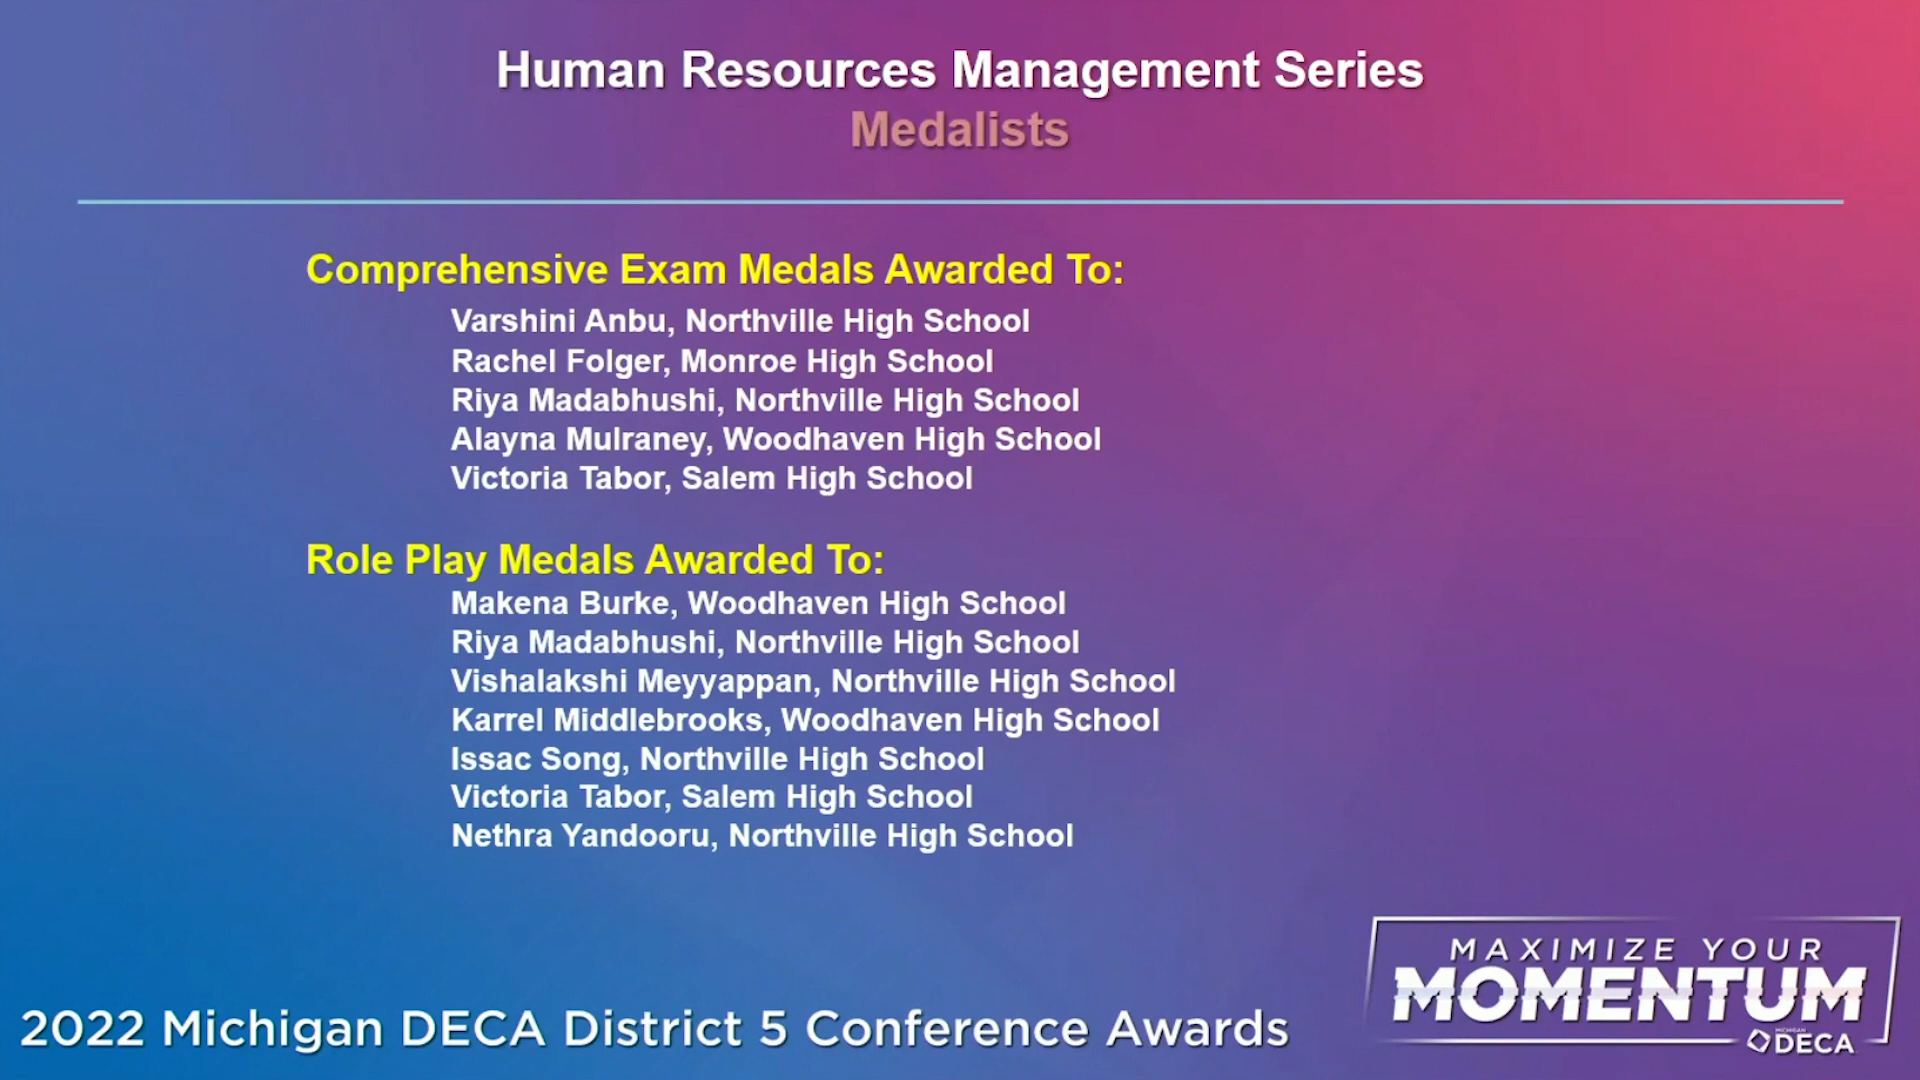 Human Resources Management Series
Medalists
Comprehensive Exam Medals Awarded To:
Varshini Anbu, Northville High School
Rachel Folger, Monroe High School
Riya Madabhushi, Northville High School
Alayna Mulraney, Woodhaven High School
Victoria Tabor, Salem High School
Role Play Medals Awarded To:
Makena Burke, Woodhaven High School
Riya Madabhushi, Northville High School
Vishalakshi Meyyappan, Northville High School
Karrel Middlebrooks, Woodhaven High School
Issac Song, Northville High School
Victoria Tabor, Salem High School
Nethra Yandooru, Northville High School
MAXIMIZE YOUR
MOMENTUM
MICHIGAN
DECA
2022 Michigan DECA District 5 Conference Awards